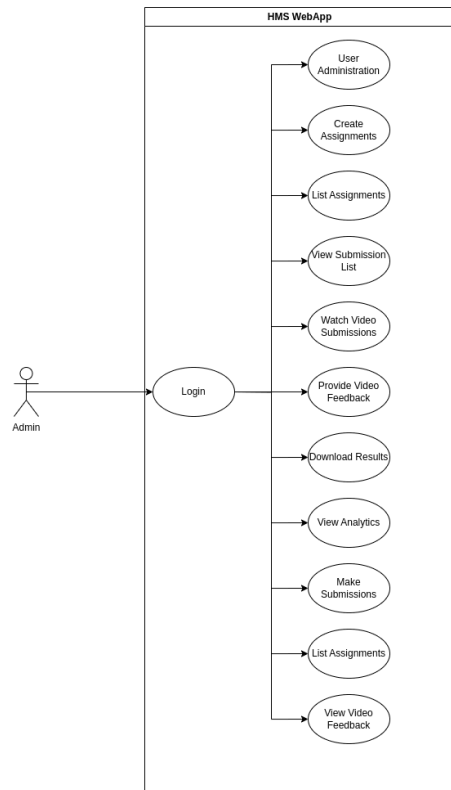 HMS WebApp
User
Administration
Create
Assignments
List Assignments
View Submission
List
Watch Video
Submissions
Login
Provide Video
Feedback
Admin
Download Results
View Analytics
Make
Submissions
List Assignments
View Video
Feedback